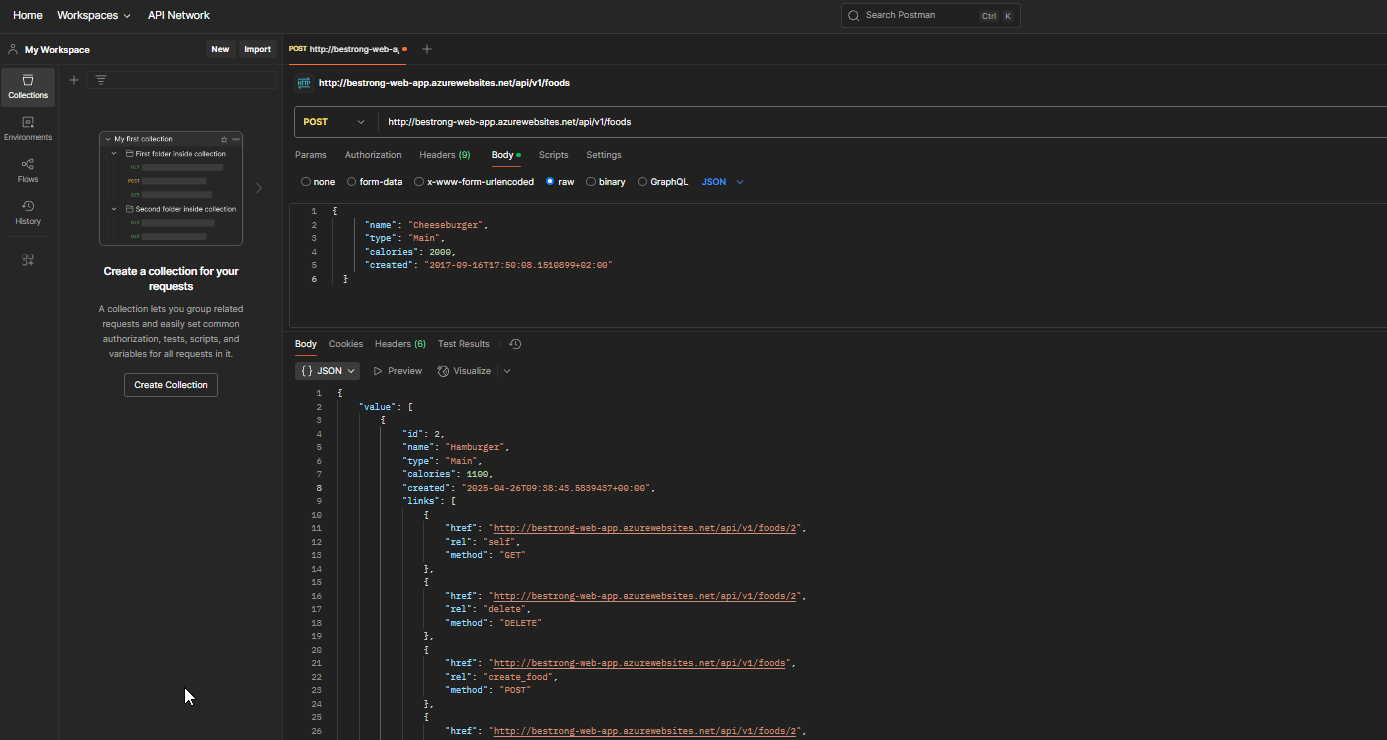 Home Workspaces API Network Search Postman Ctrl K
My Workspace New Import
POST http://bestrong-web-a
Collections
Environments
Flows
History
My first collection
First folder inside collection
GET
POST
GET
Second folder inside collection
GET
GET
Create a collection for your
requests
A collection lets you group related
requests and easily set common
authorization, tests, scripts, and
variables for all requests in it.
Create Collection
HTTP http://bestrong-web-app.azurewebsites.net/api/v1/foods
POST http://bestrong-web-app.azurewebsites.net/api/v1/foods
Params Authorization Headers (9) Body Scripts Settings
none form-data x-www-form-urlencoded raw binary GraphQL JSON
1 {
2 "name": "Cheeseburger",
3 "type": "Main",
4 "calories": 2000,
5 "created": "2017-09-16T17:50:08.1510899+02:00"
6 }
Body Cookies Headers (6) Test Results
{} JSON Preview Visualize
1 {
2 "value": [
3 {
4 "id": 2,
5 "name": "Hamburger",
6 "type": "Main",
7 "calories": 1100,
8 "created": "2025-04-26T09:38:43.5839437+00:00",
9 "links": [
10 {
11 "href": "http://bestrong-web-app.azurewebsites.net/api/v1/foods/2",
12 "rel": "self",
13 "method": "GET"
14 },
15 {
16 "href": "http://bestrong-web-app.azurewebsites.net/api/v1/foods/2",
17 "rel": "delete",
18 "method": "DELETE"
19 },
20 {
21 "href": "http://bestrong-web-app.azurewebsites.net/api/v1/foods",
22 "rel": "create_food",
23 "method": "POST"
24 },
25 {
26 "href": "http://bestrong-web-app.azurewebsites.net/api/v1/foods/2",